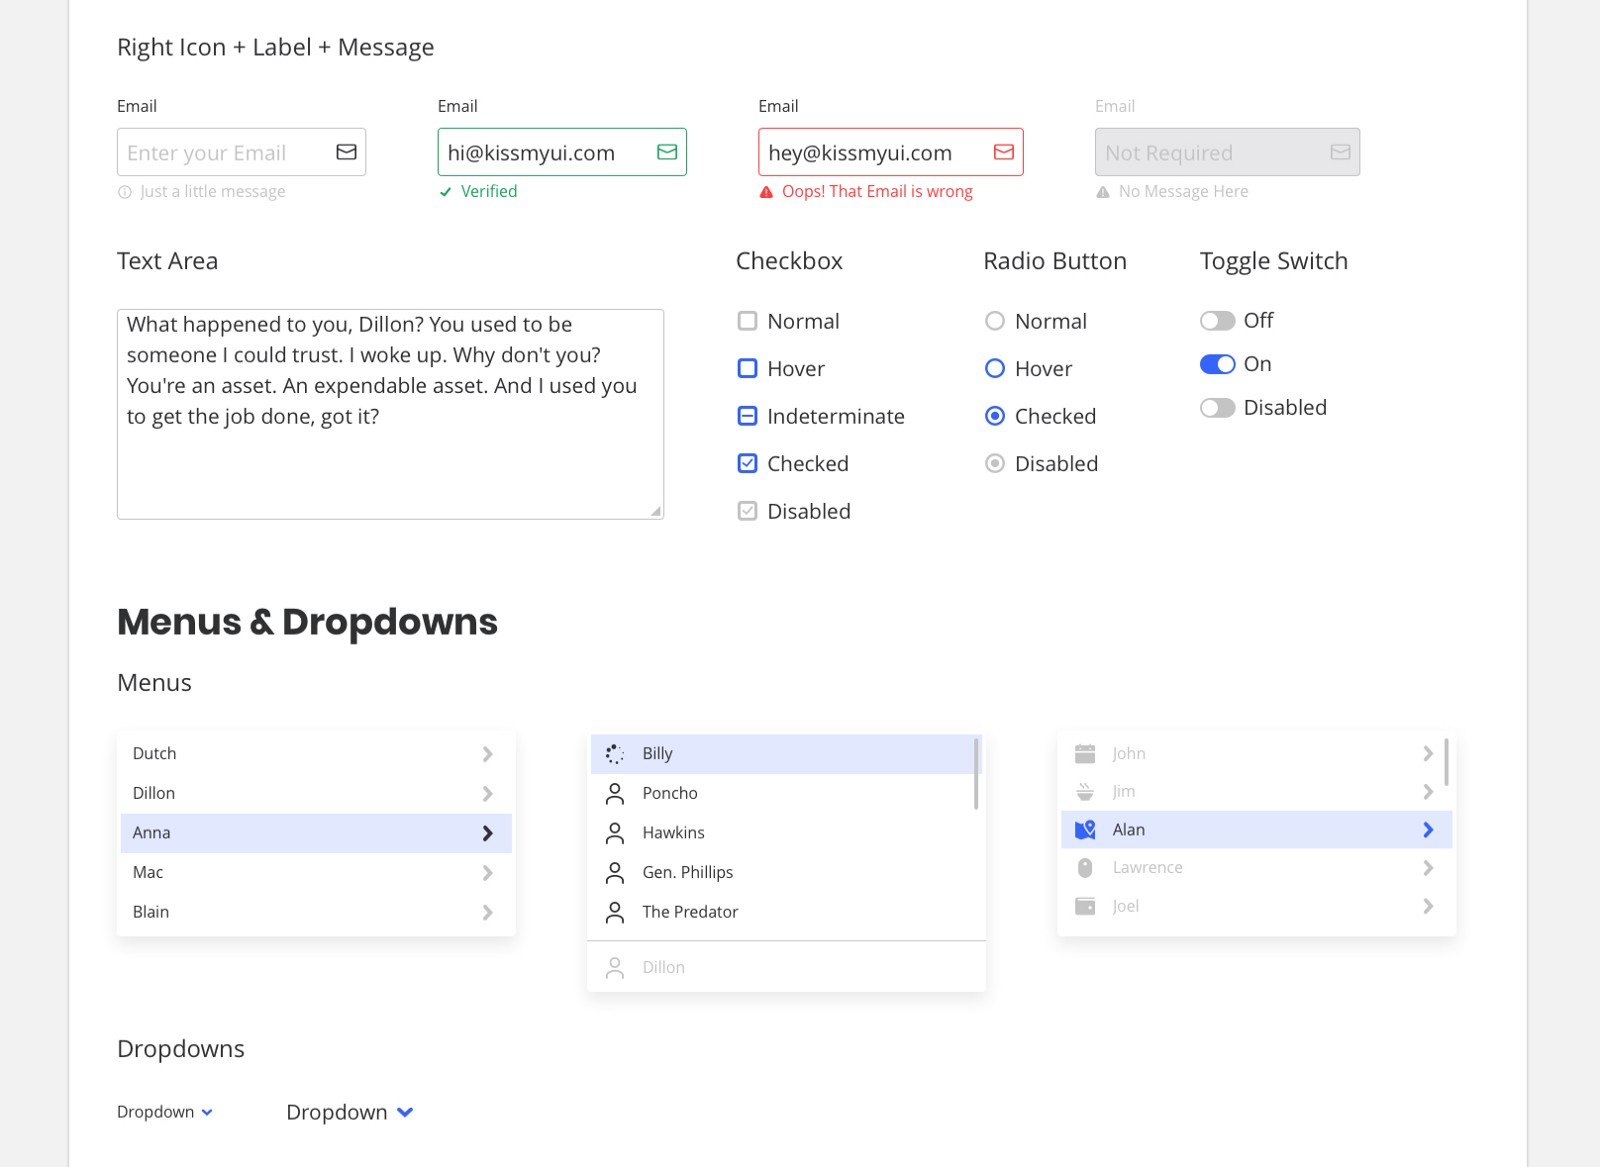 Right Icon + Label + Message
Email
Email
Email
Email
Enter your Email
hi@kissmyui.com
hey@kissmyui.com
Not Required
Just a little message
Verified
Oops! That Email is wrong
No Message Here
Text Area
What happened to you, Dillon? You used to be
someone I could trust. I woke up. Why don't you?
You're an asset. An expendable asset. And I used you
to get the job done, got it?
Checkbox
Normal
Hover
Indeterminate
Checked
Disabled
Radio Button
Normal
Hover
Checked
Disabled
Toggle Switch
Off
On
Disabled
Menus & Dropdowns
Menus
Dutch
Dillon
Anna
Mac
Blain
Billy
Poncho
Hawkins
Gen. Phillips
The Predator
Dillon
John
Jim
Alan
Lawrence
Joel
Dropdowns
Dropdown
Dropdown